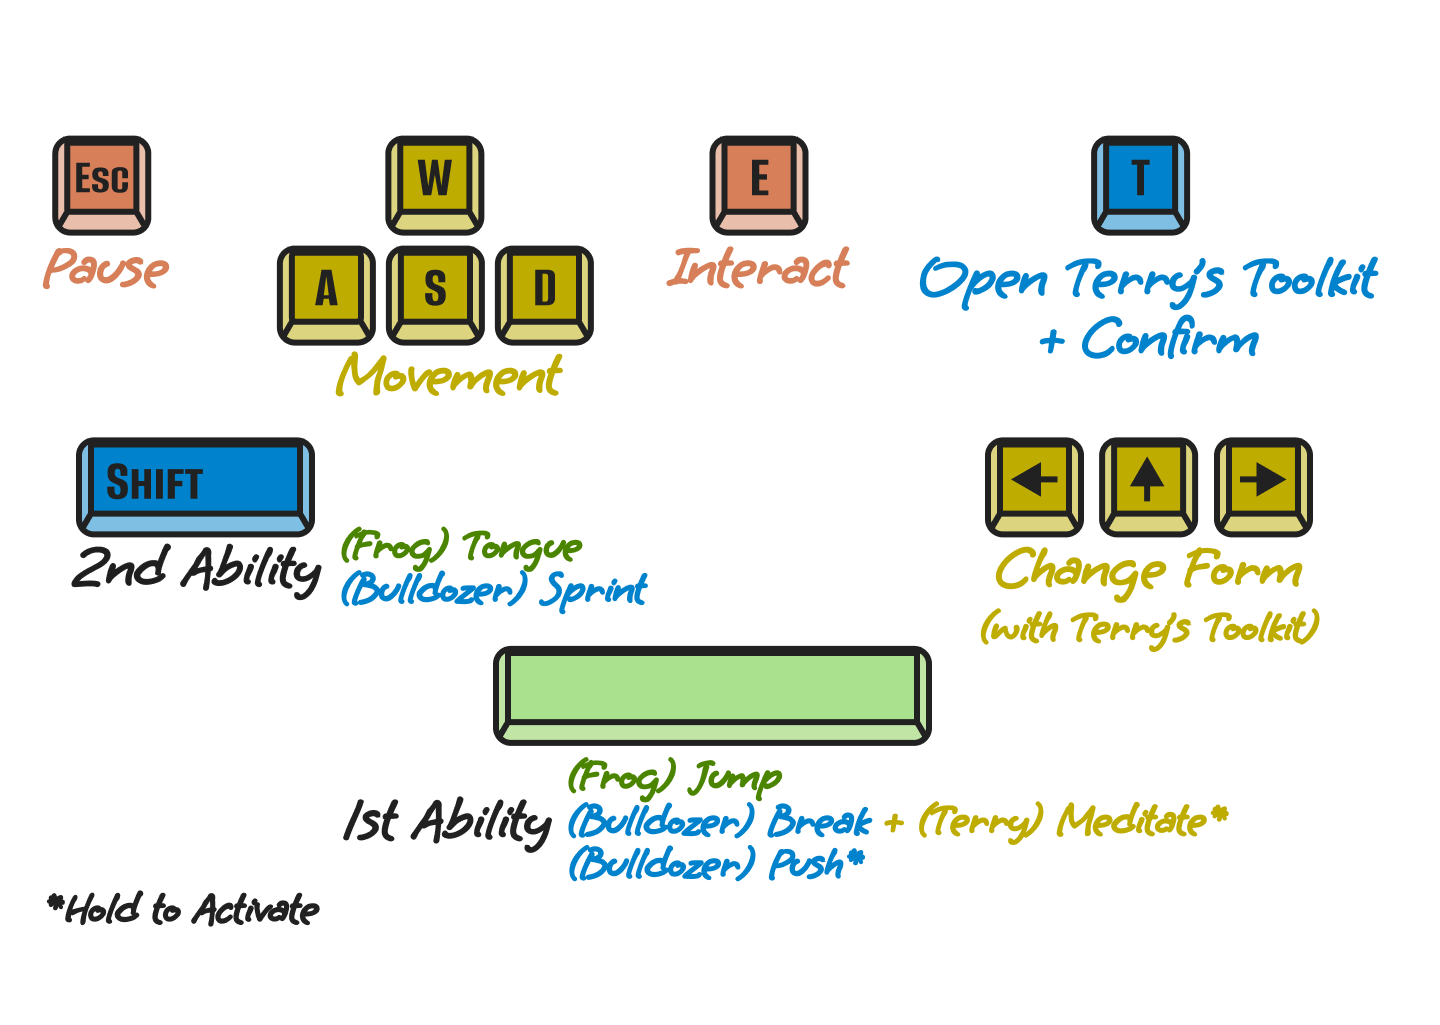 Esc
Pause
W
A S D
Movement
E
Interact
T
Open Terry's Toolkit
+ Confirm
Shift
2nd Ability
(Frog) Tongue
(Bulldozer) Sprint
Change Form
(with Terry's Toolkit)
1st Ability
(Frog) Jump
(Bulldozer) Break + (Terry) Meditate*
(Bulldozer) Push*
*Hold to Activate